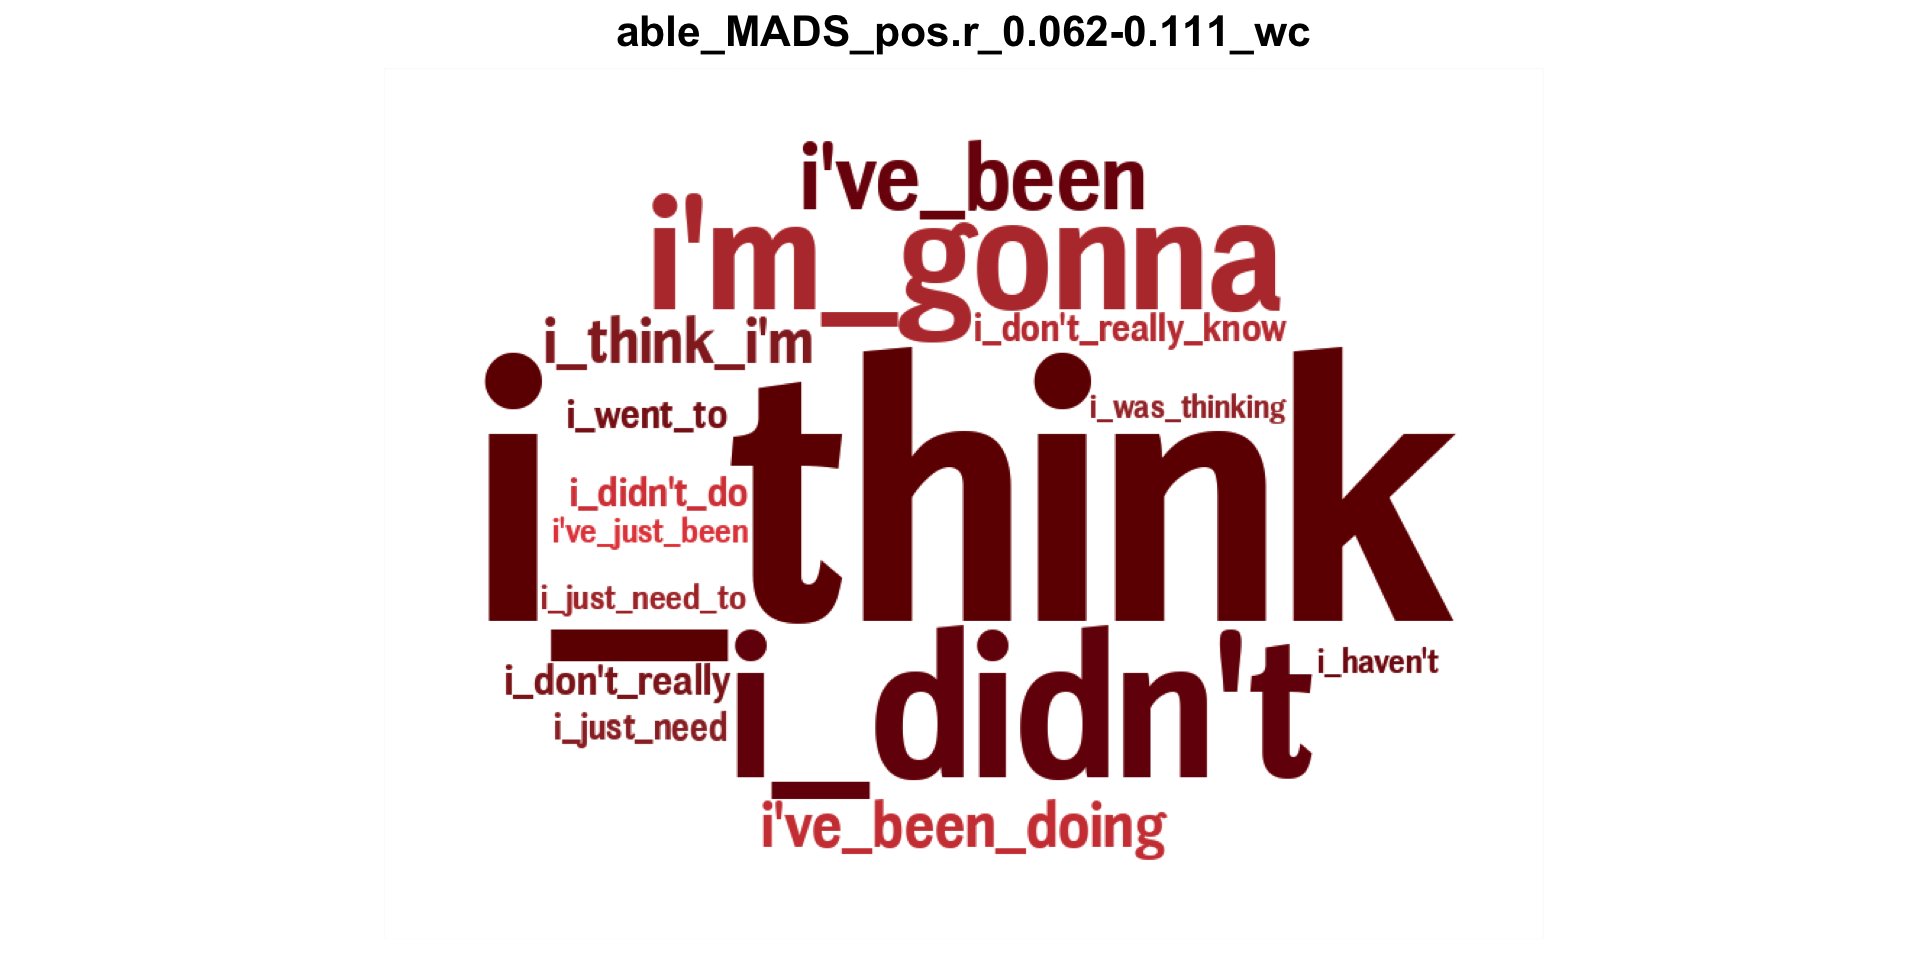 able_MADS_pos.r_0.062-0.111_wc
i've_been
i'm_gonna
i_don't_really_know
i_think_i'm
i_think
i_was_thinking
i_went_to
i_didn't_do
i've_just_been
i_just_need_to
i_didn't
i_haven't
i_don't_really
i_just_need
i've_been_doing